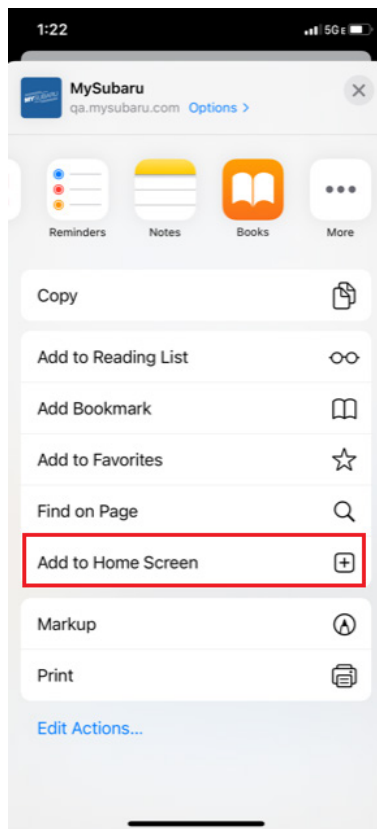 1:22
5G E
MySubaru
qa.mysubaru.com Options >
Reminders Notes Books More
Copy
Add to Reading List
Add Bookmark
Add to Favorites
Find on Page
Add to Home Screen
Markup
Print
Edit Actions...